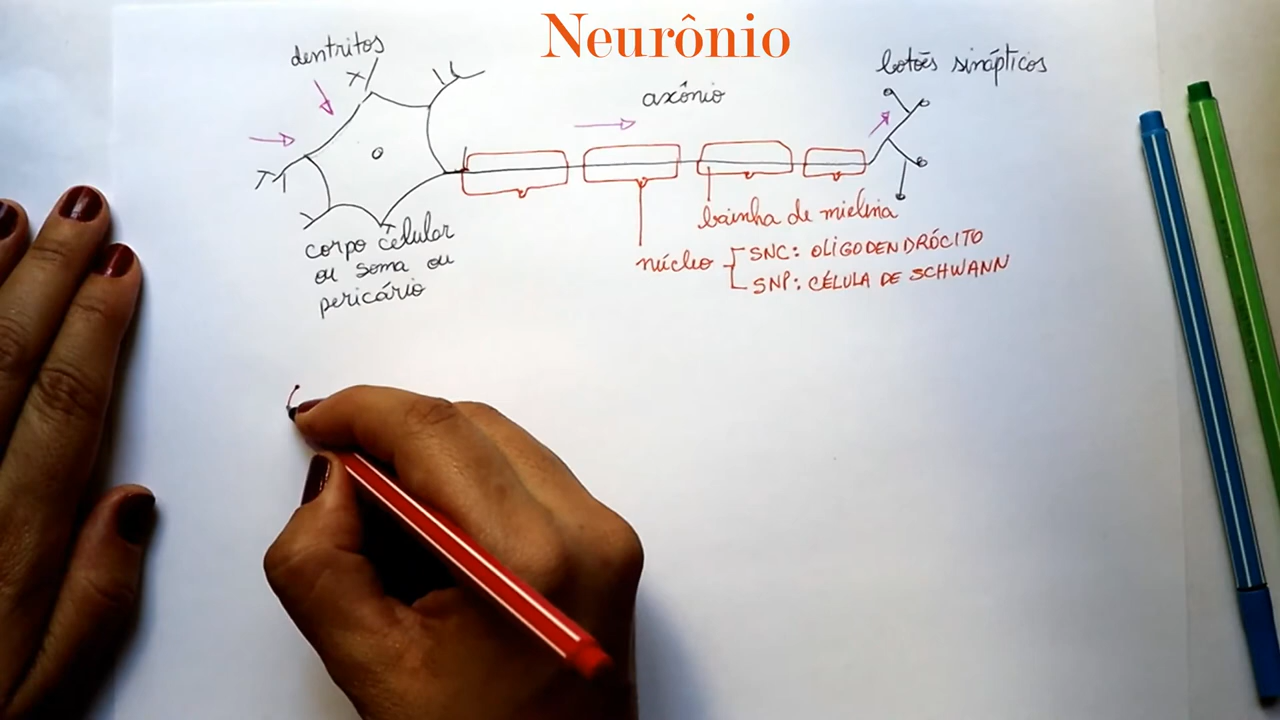 Neurônio
dentritos
axônio
botões sinápticos
corpo celular
ou soma ou
pericário
bainha de mielina
núcleo
SNC: OLIGODENDRÓCITO
SNP: CÉLULA DE SCHWANN